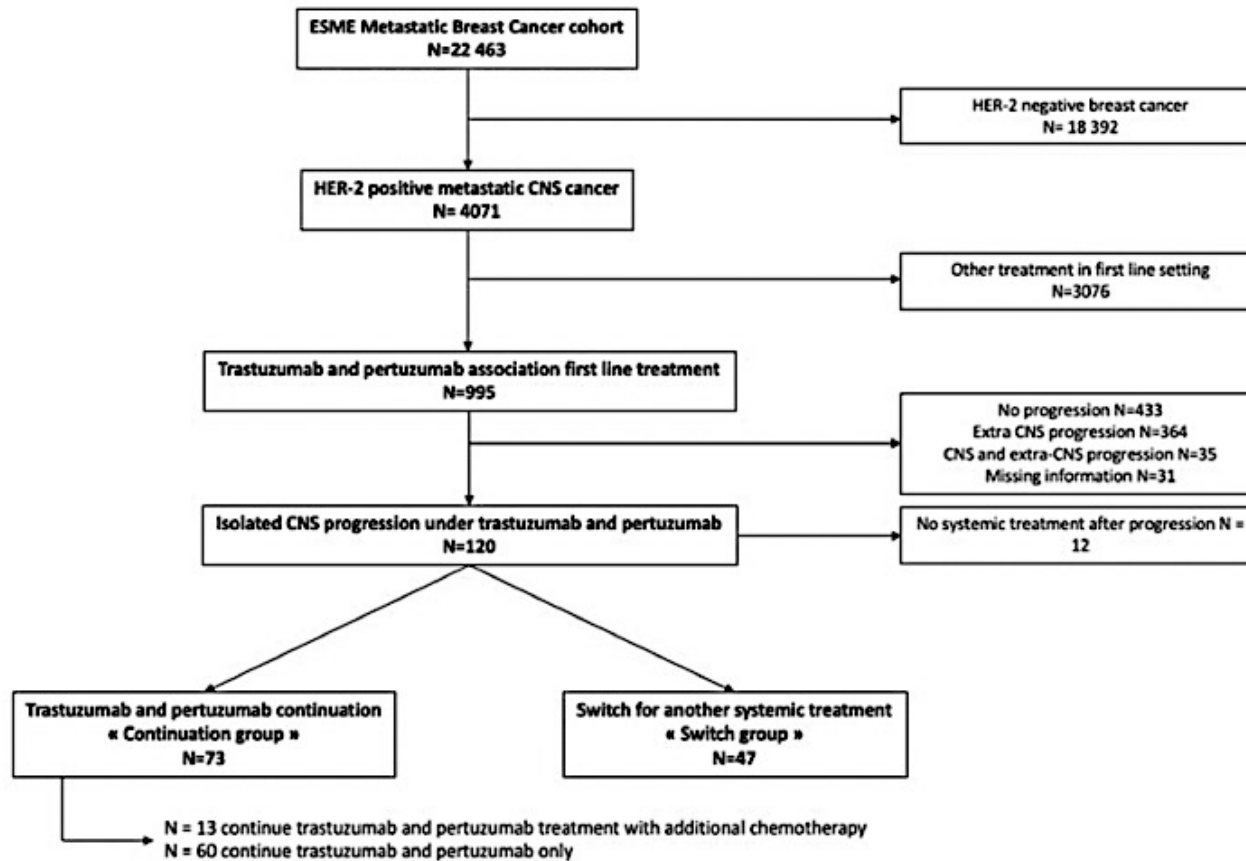 ESME Metastatic Breast Cancer cohort
N=22 463
HER-2 negative breast cancer
N= 18 392
HER-2 positive metastatic CNS cancer
N= 4071
Other treatment in first line setting
N=3076
Trastuzumab and pertuzumab association first line treatment
N=995
No progression N=433
Extra CNS progression N=364
CNS and extra-CNS progression N=35
Missing information N=31
Isolated CNS progression under trastuzumab and pertuzumab
N=120
No systemic treatment after progression N =
12
Trastuzumab and pertuzumab continuation
« Continuation group »
N=73
Switch for another systemic treatment
« Switch group »
N=47
N = 13 continue trastuzumab and pertuzumab treatment with additional chemotherapy
N = 60 continue trastuzumab and pertuzumab only